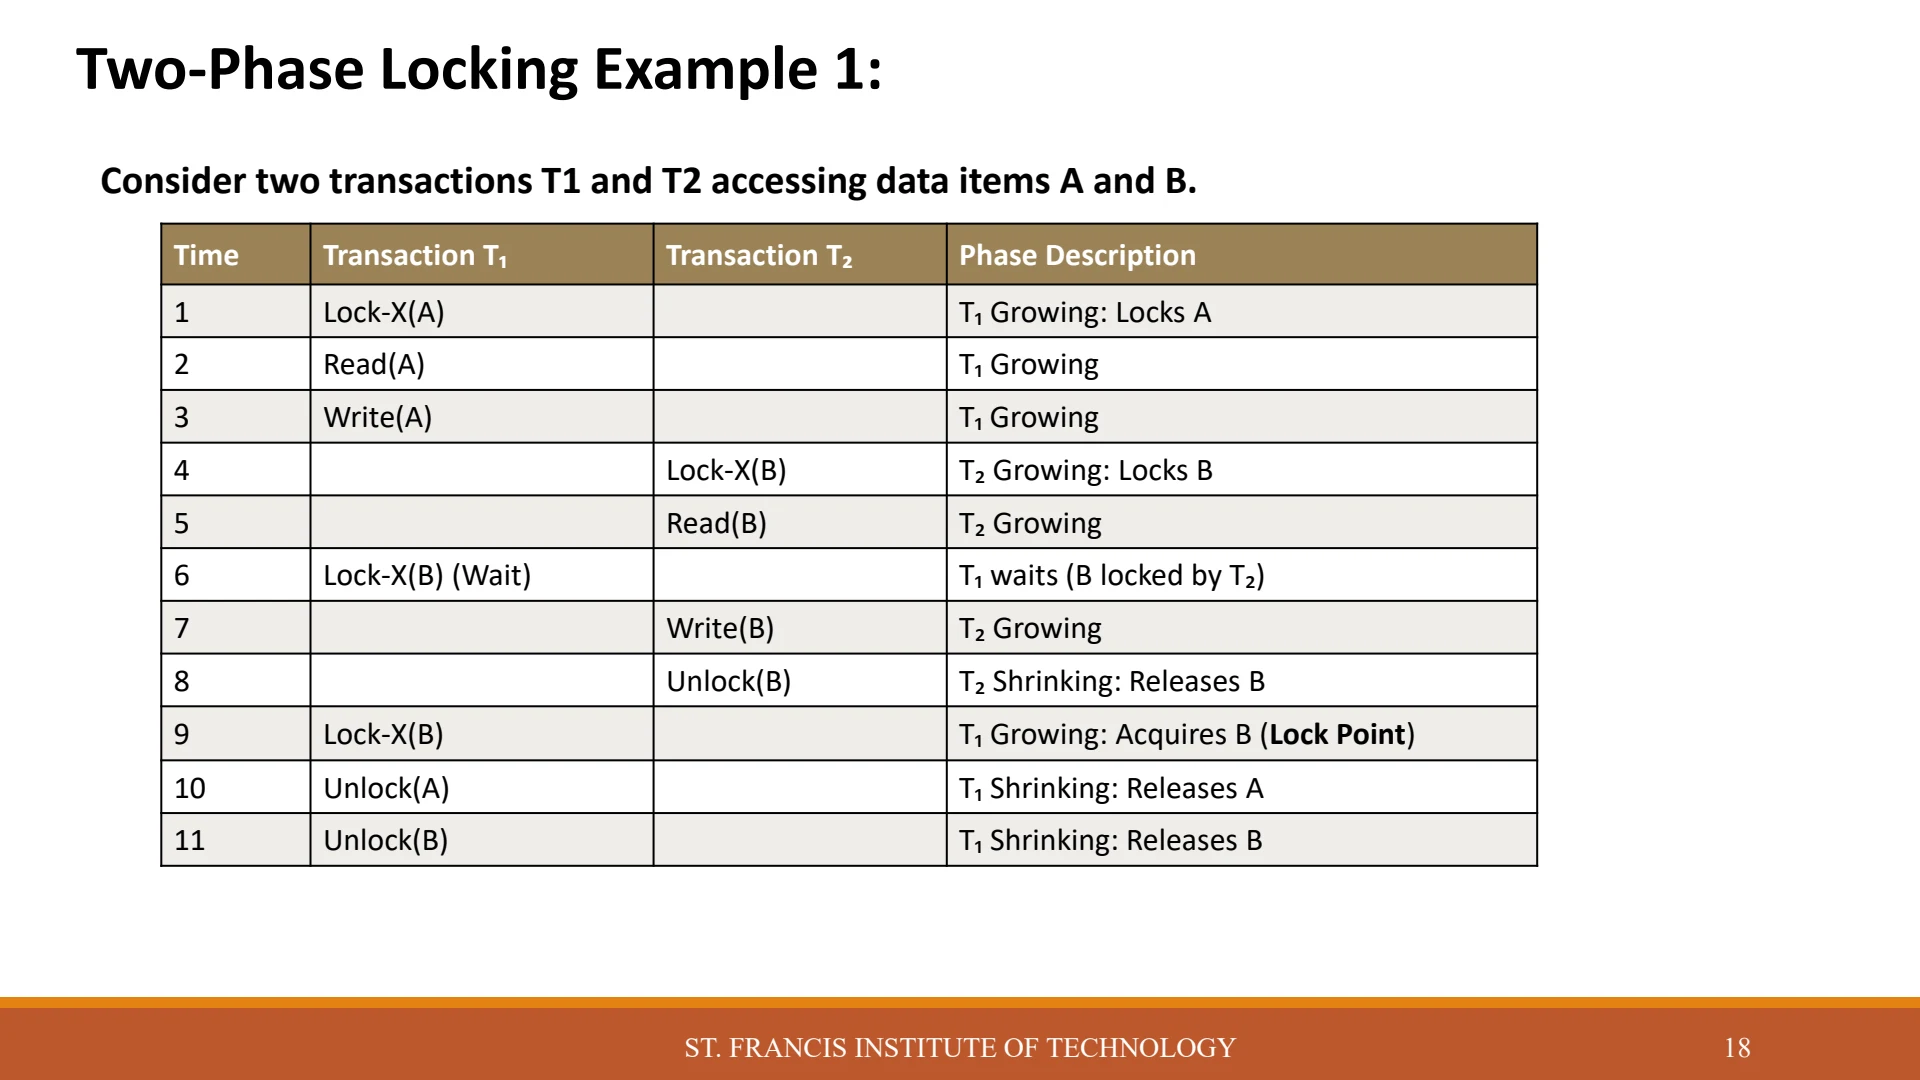 Two-Phase Locking Example 1:
Consider two transactions T1 and T2 accessing data items A and B.
Time Transaction T₁ Transaction T₂ Phase Description
1 Lock-X(A) T₁ Growing: Locks A
2 Read(A) T₁ Growing
3 Write(A) T₁ Growing
4 Lock-X(B) T₂ Growing: Locks B
5 Read(B) T₂ Growing
6 Lock-X(B) (Wait) T₁ waits (B locked by T₂)
7 Write(B) T₂ Growing
8 Unlock(B) T₂ Shrinking: Releases B
9 Lock-X(B) T₁ Growing: Acquires B (Lock Point)
10 Unlock(A) T₁ Shrinking: Releases A
11 Unlock(B) T₁ Shrinking: Releases B
ST. FRANCIS INSTITUTE OF TECHNOLOGY 18